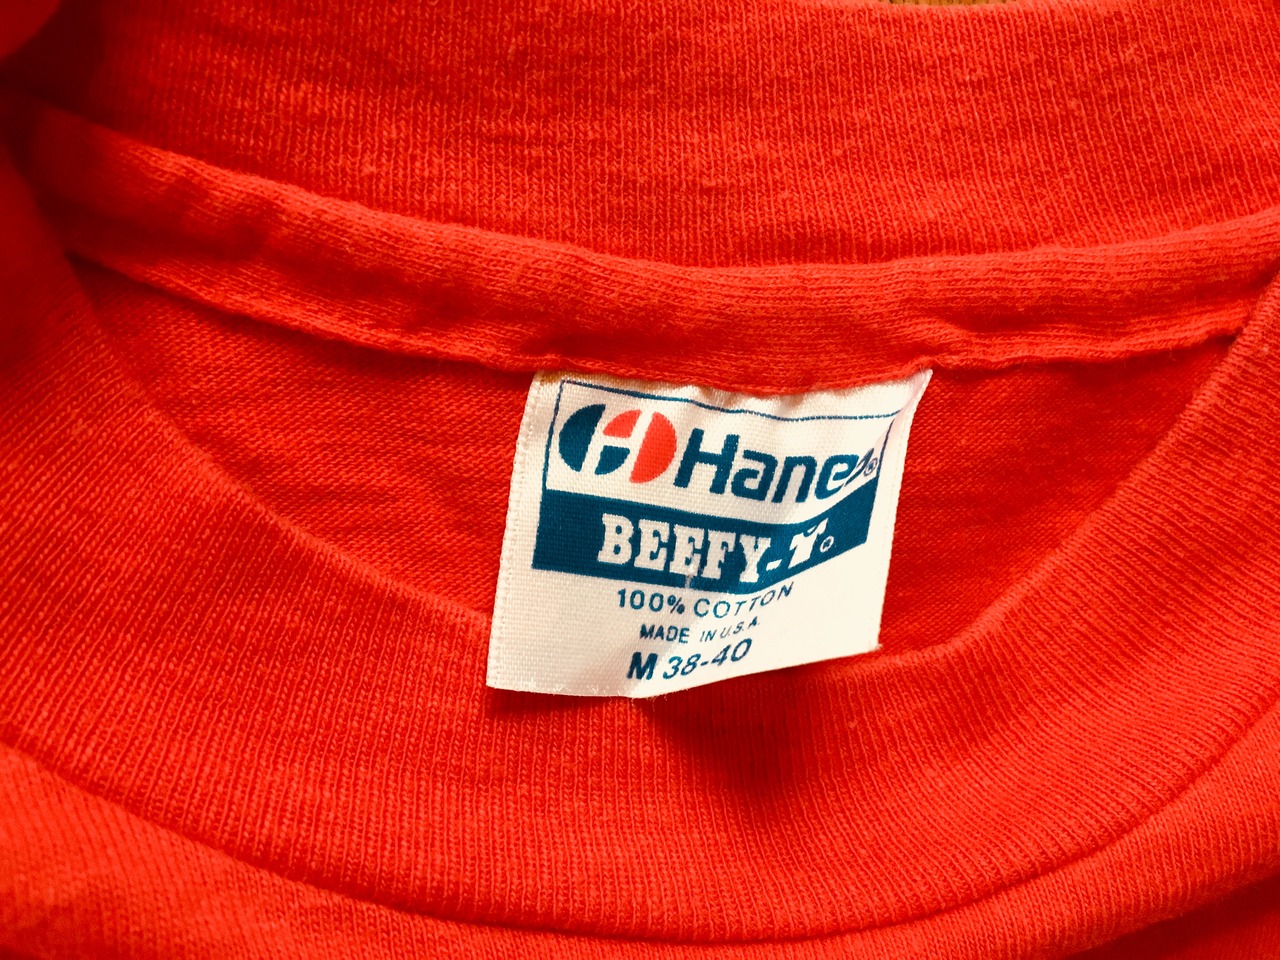 Hanes®
BEEFY-T®
100% COTTON
MADE IN U.S.A.
M 38-40